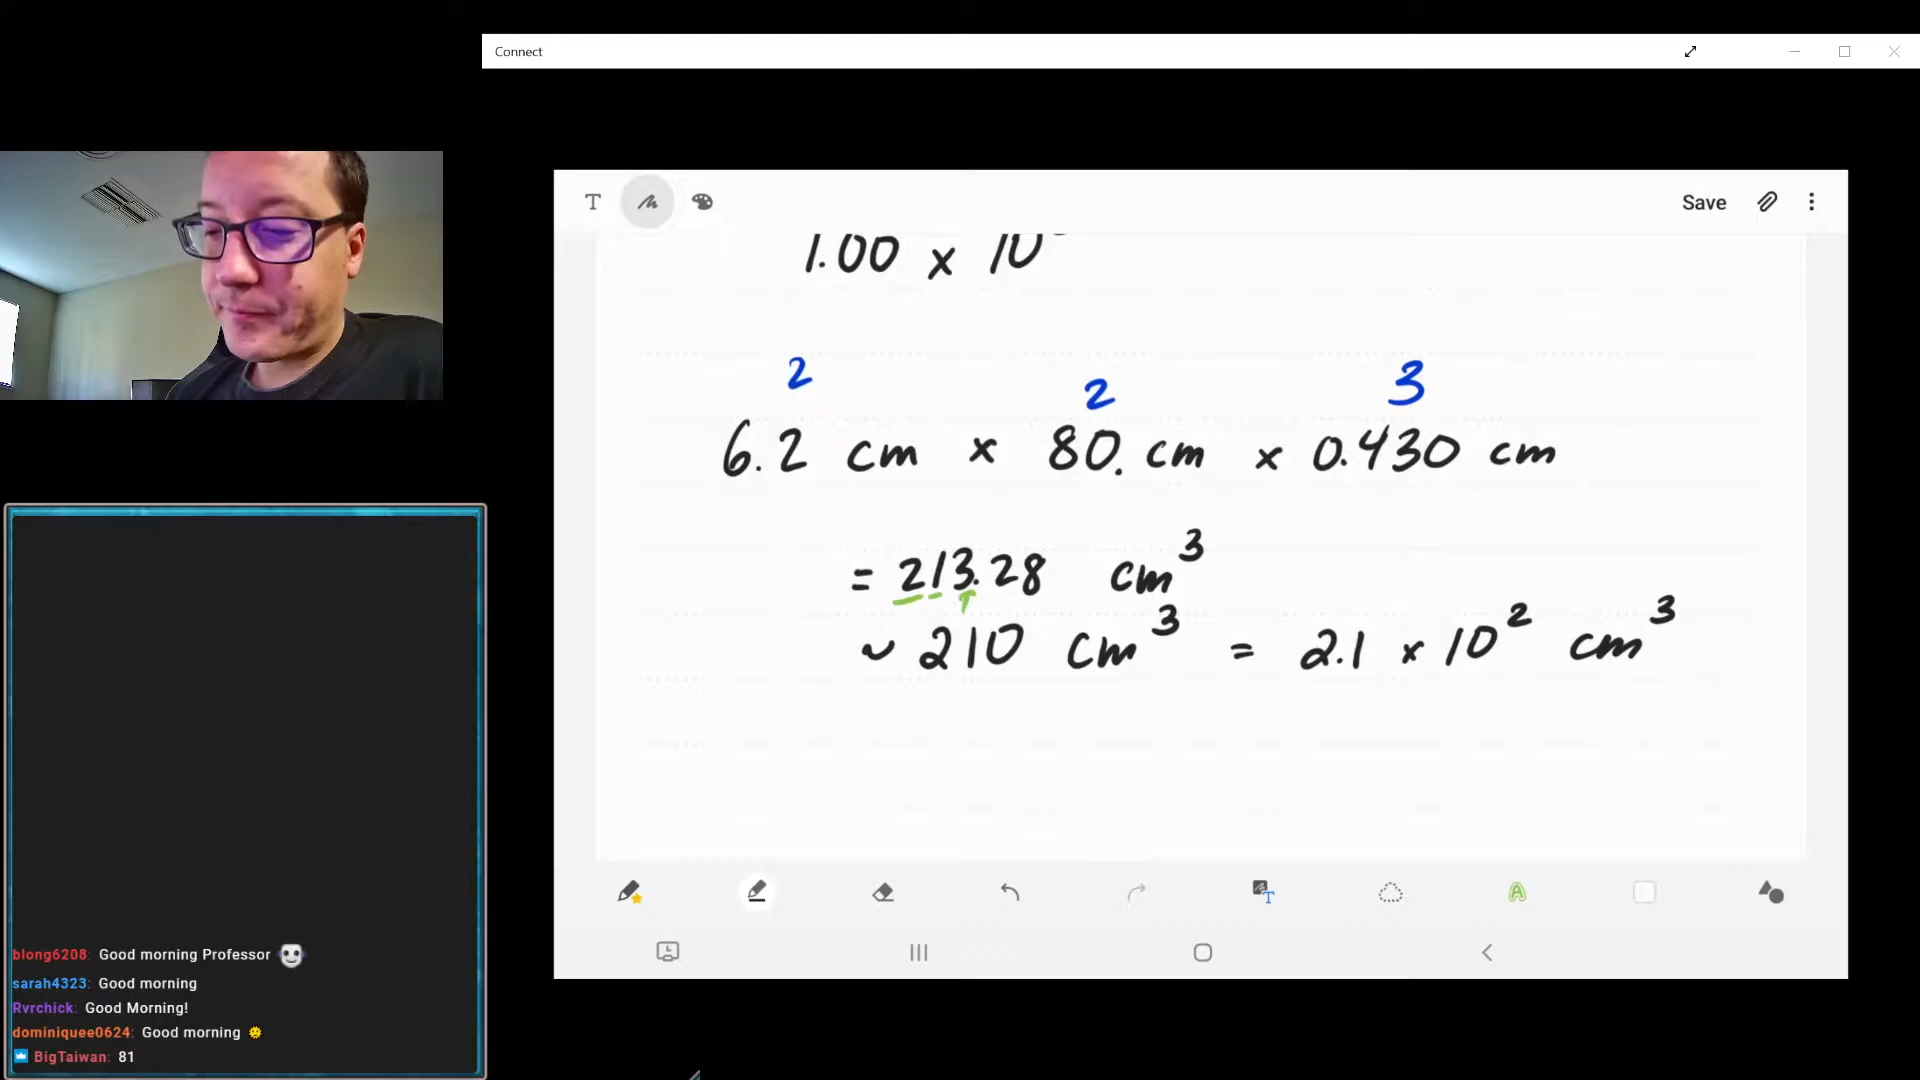 Connect
T Save
1.00 x 10
2 2 3
6.2 cm x 80. cm x 0.430 cm
= 213.28 cm³
~ 210 cm³ = 2.1 x 10² cm³
blong6208: Good morning Professor
sarah4323: Good morning
Rvrchick: Good Morning!
dominiquee0624: Good morning
BigTaiwan: 81